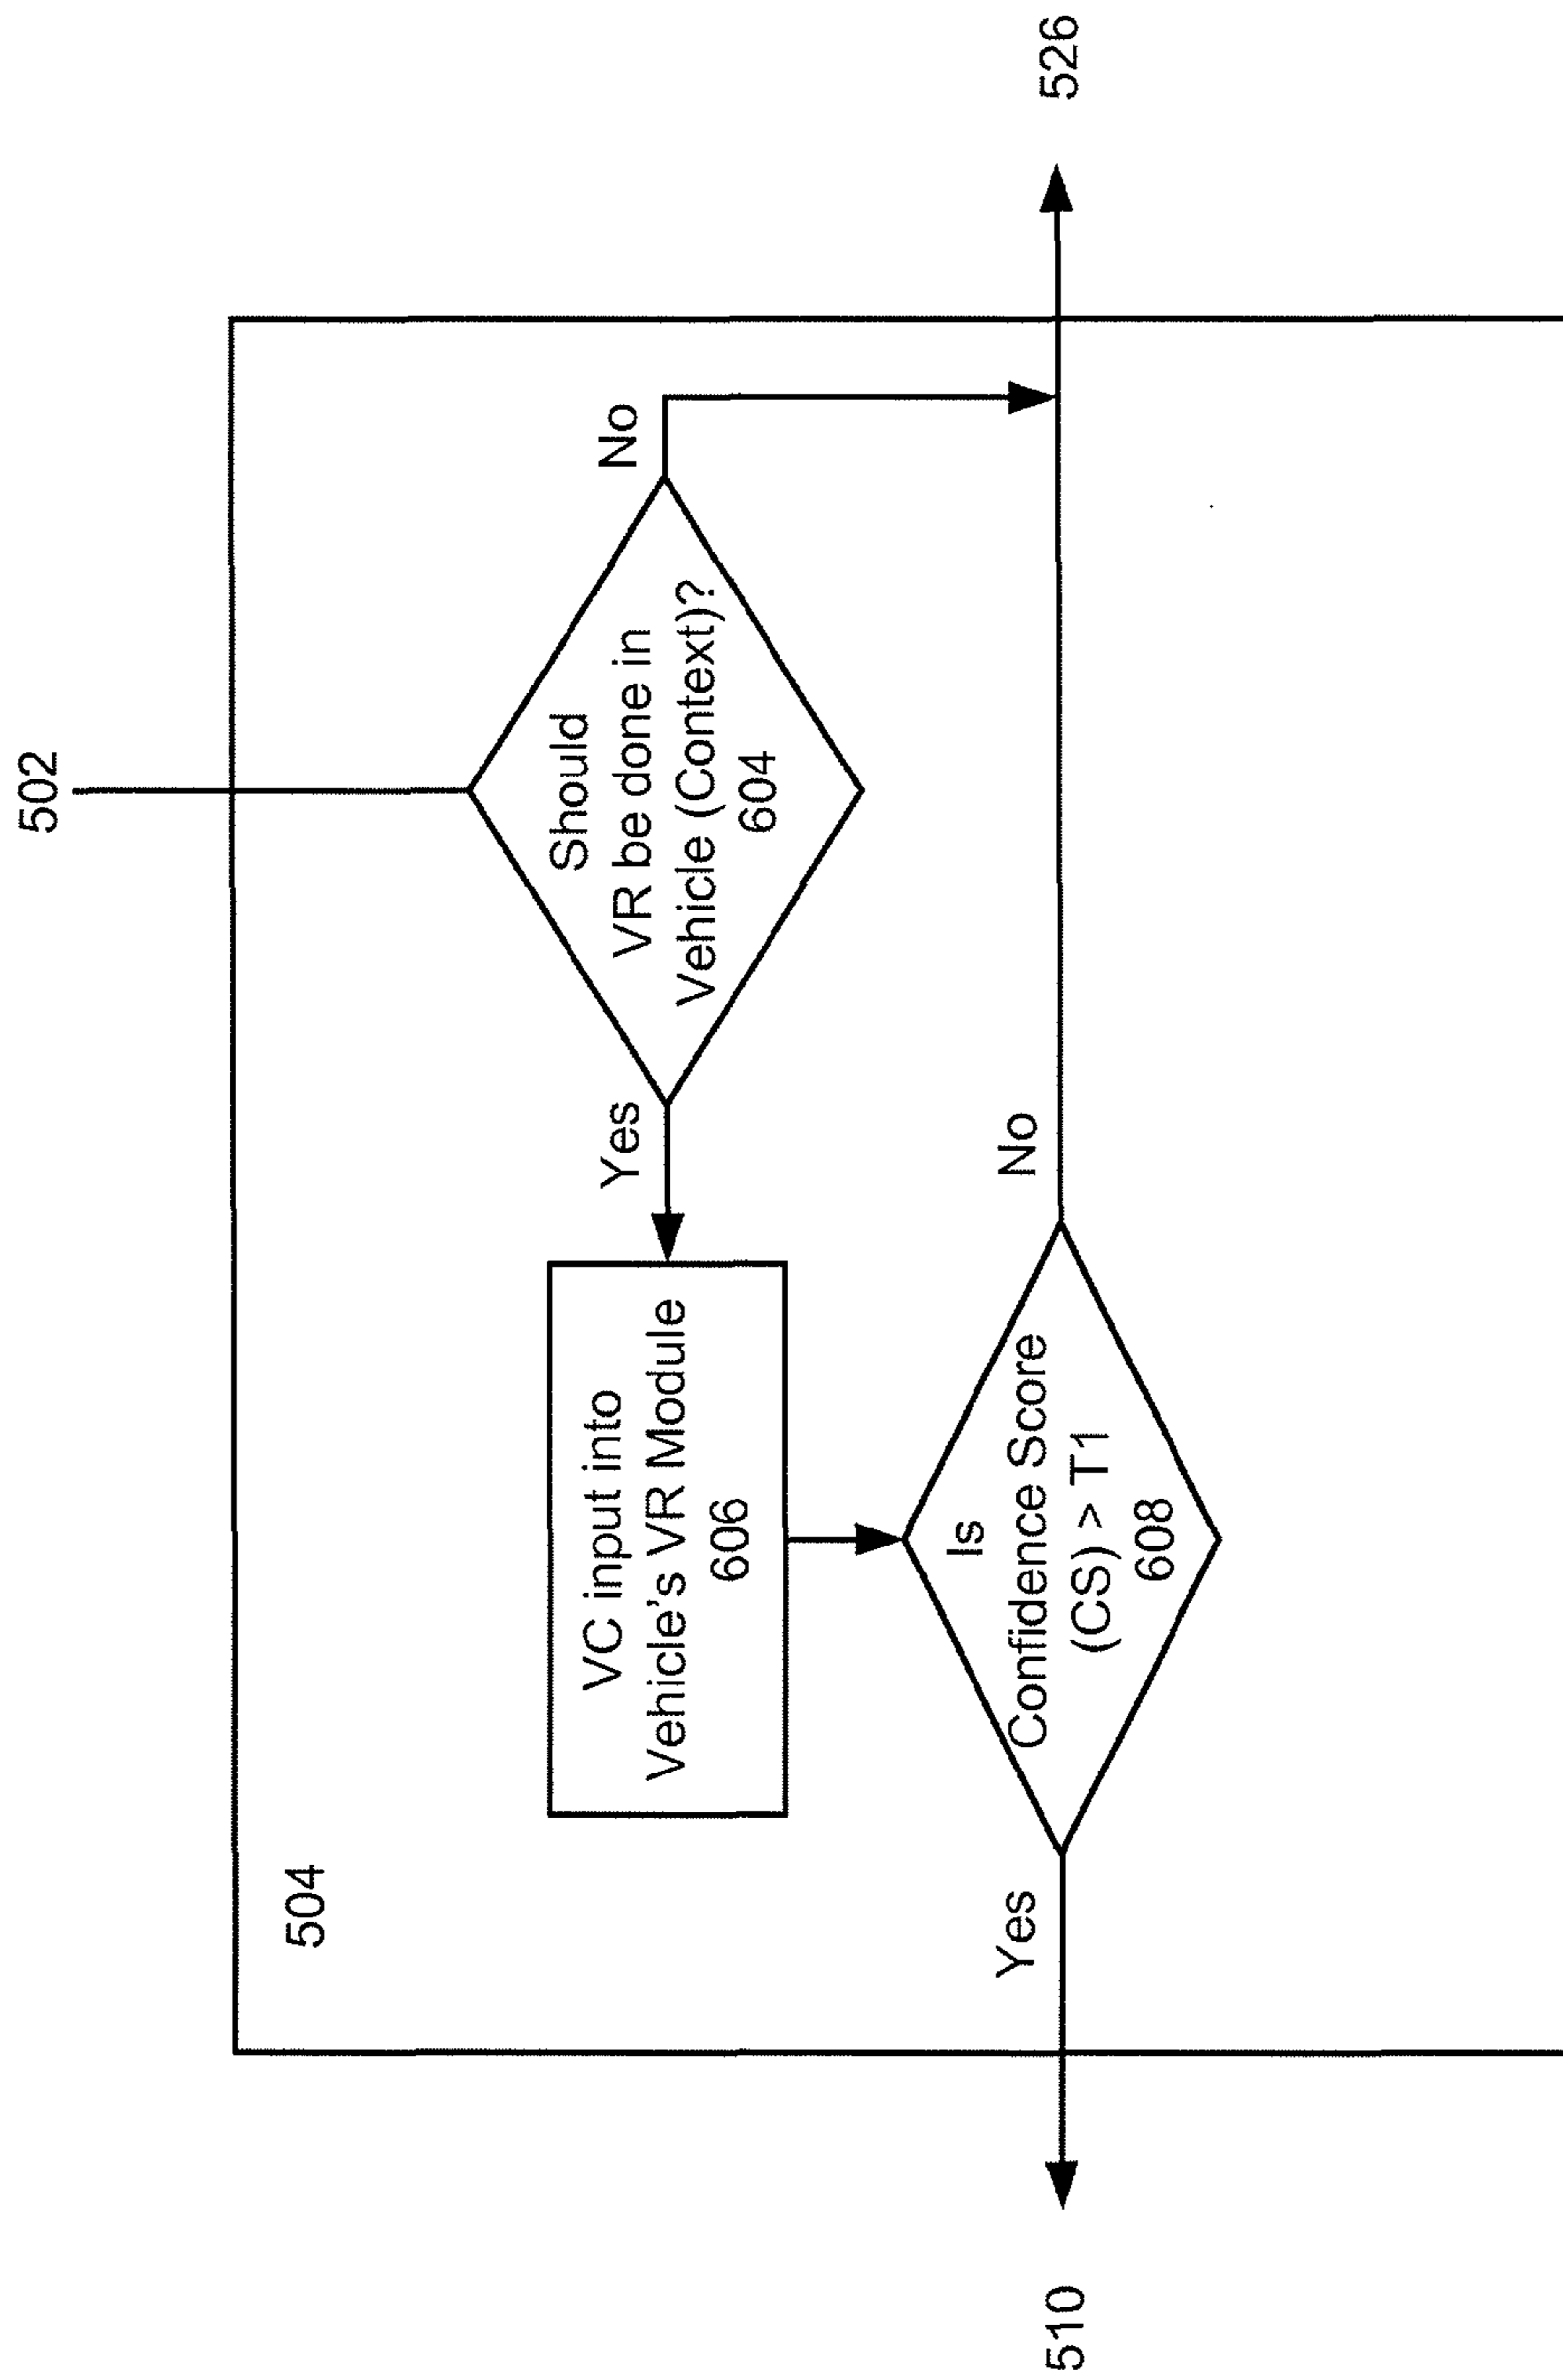 502
504
Should
VR be done in
Vehicle (Context)?
604
Yes
No
VC input into
Vehicle's VR Module
606
Is
Confidence Score
(CS) > T1
608
Yes
No
510
526